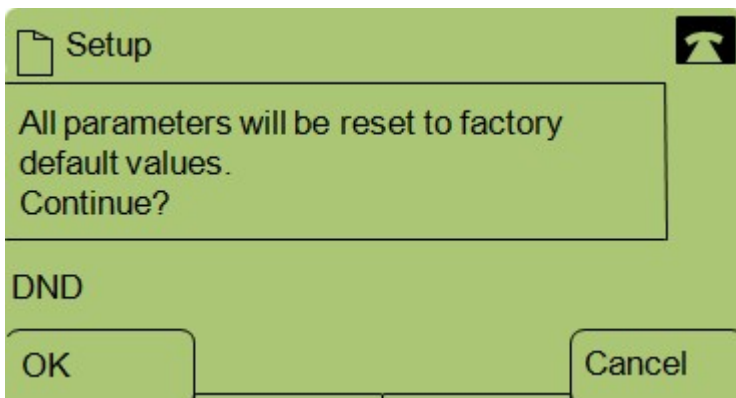 Setup
All parameters will be reset to factory
default values.
Continue?
DND
OK
Cancel